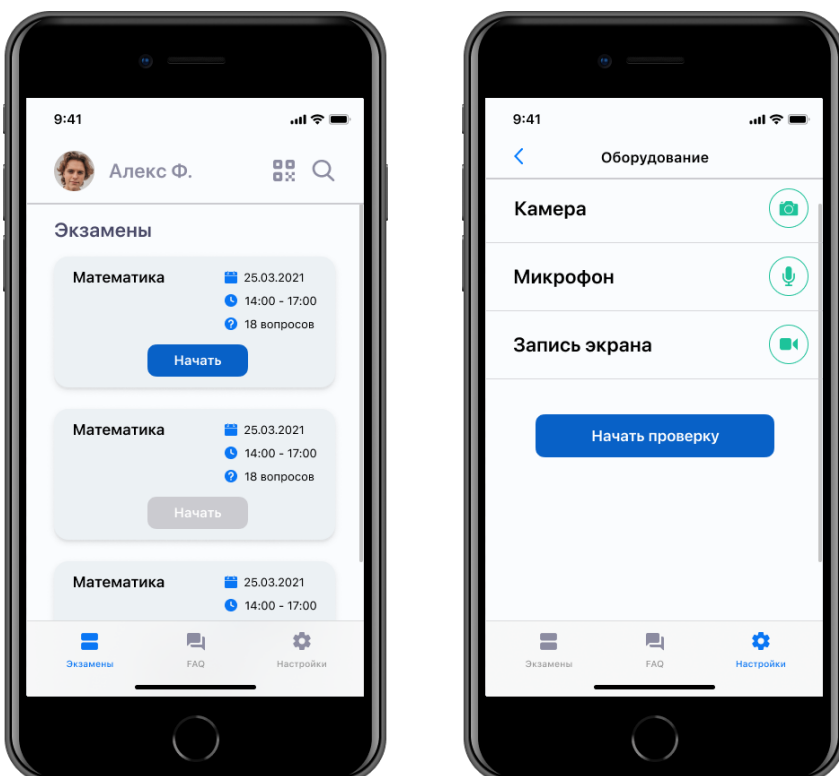 9:41
Алекс Ф.
Экзамены
Математика
25.03.2021
14:00 - 17:00
18 вопросов
Начать
Математика
25.03.2021
14:00 - 17:00
18 вопросов
Начать
Математика
25.03.2021
14:00 - 17:00
Экзамены
FAQ
Настройки
9:41
Оборудование
Камера
Микрофон
Запись экрана
Начать проверку
Экзамены
FAQ
Настройки